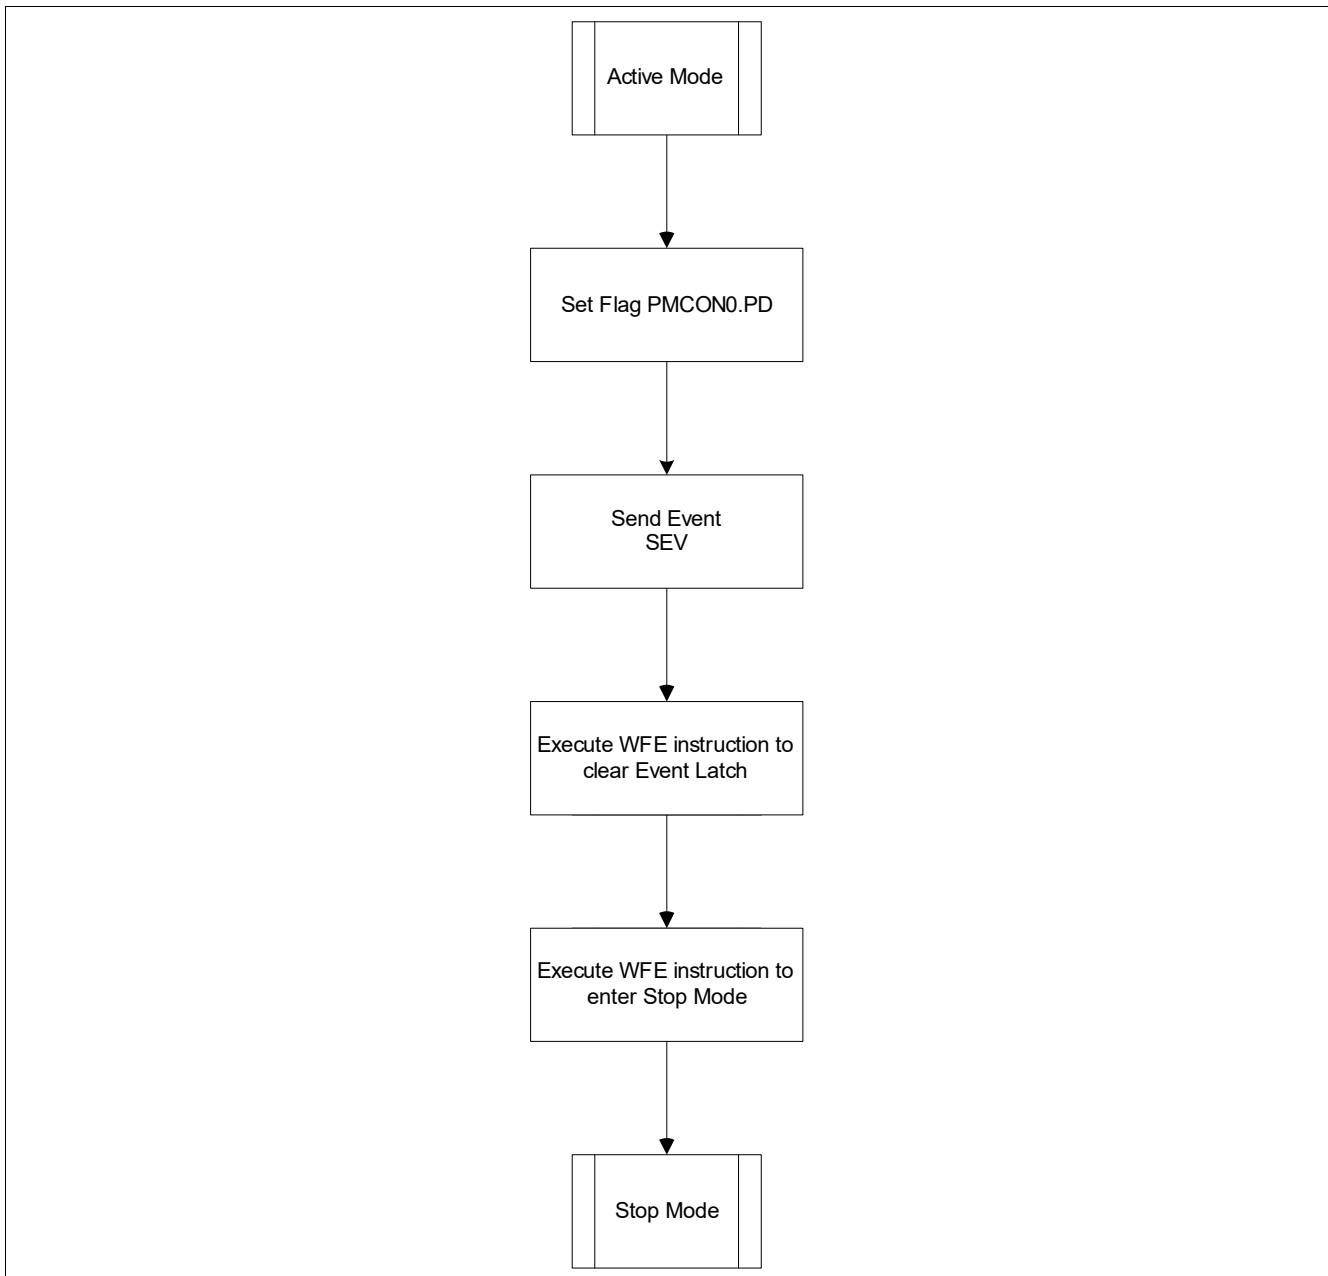 Active Mode
Set Flag PMCON0.PD
Send Event
SEV
Execute WFE instruction to
clear Event Latch
Execute WFE instruction to
enter Stop Mode
Stop Mode